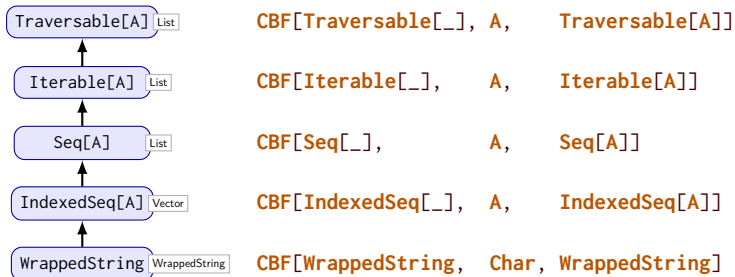 Traversable[A] List CBF[Traversable[_], A, Traversable[A]]
Iterable[A] List CBF[Iterable[_], A, Iterable[A]]
Seq[A] List CBF[Seq[_], A, Seq[A]]
IndexedSeq[A] Vector CBF[IndexedSeq[_], A, IndexedSeq[A]]
WrappedString WrappedString CBF[WrappedString, Char, WrappedString]